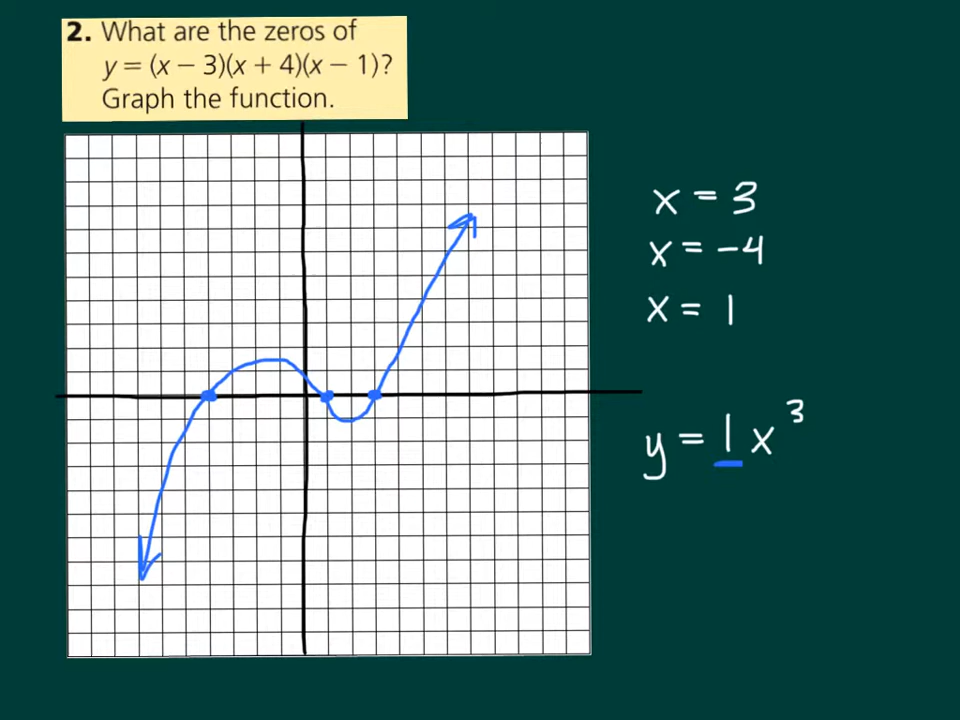 2. What are the zeros of
y = (x − 3)(x + 4)(x − 1)?
Graph the function.
x = 3
x = -4
x = 1
y = 1x³